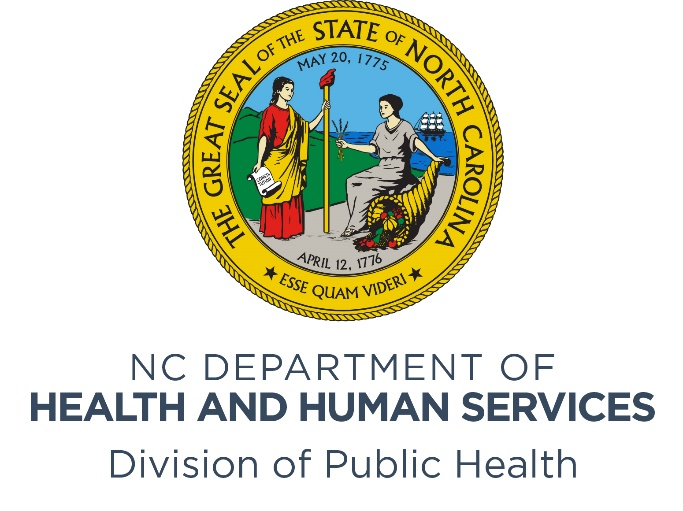 THE GREAT SEAL OF THE STATE OF NORTH CAROLINA
MAY 20, 1775
APRIL 12, 1776
★ ESSE QUAM VIDERI ★
NC DEPARTMENT OF
HEALTH AND HUMAN SERVICES
Division of Public Health